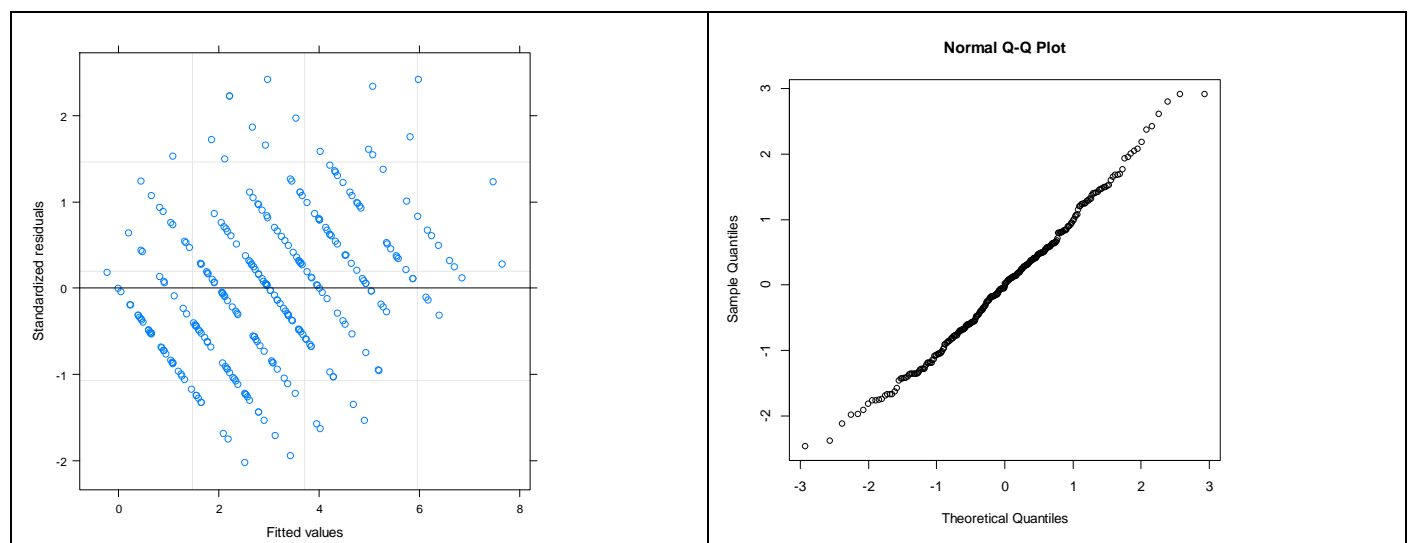 2
1
0
-1
-2
Standardized residuals
0 2 4 6 8
Fitted values
Normal Q-Q Plot
3
2
1
0
-1
-2
Sample Quantiles
-3 -2 -1 0 1 2 3
Theoretical Quantiles